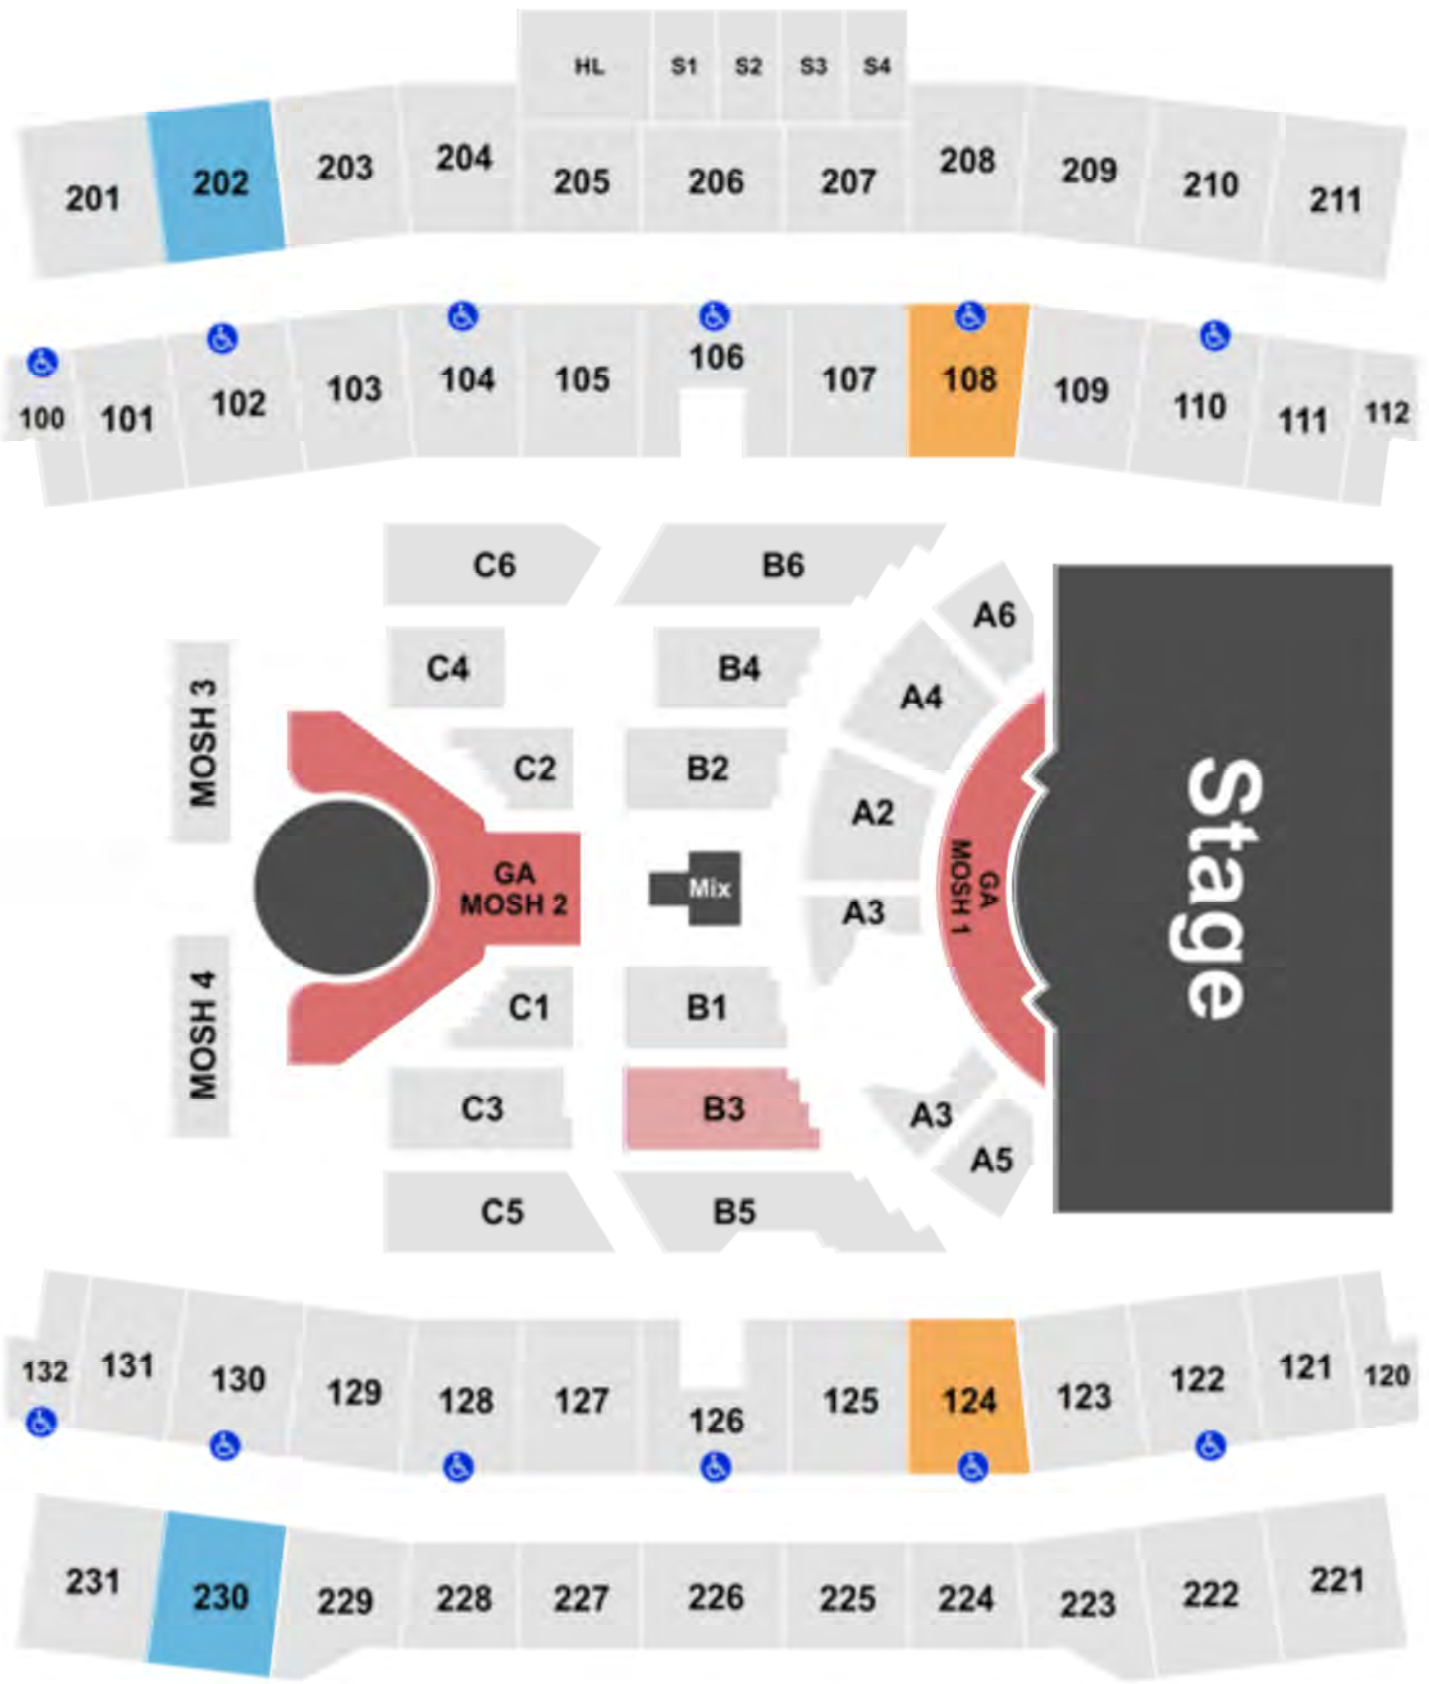 HL S1 S2 S3 S4
201 202 203 204 205 206 207 208 209 210 211
100 101 102 103 104 105 106 107 108 109 110 111 112
C6 B6
A6
C4 B4
A4
MOSH 3
C2 B2
A2
GA
MOSH 2
Mix
A3
GA
MOSH 1
Stage
MOSH 4
C1 B1
C3 B3
A3
A5
C5 B5
132 131 130 129 128 127 126 125 124 123 122 121 120
231 230 229 228 227 226 225 224 223 222 221